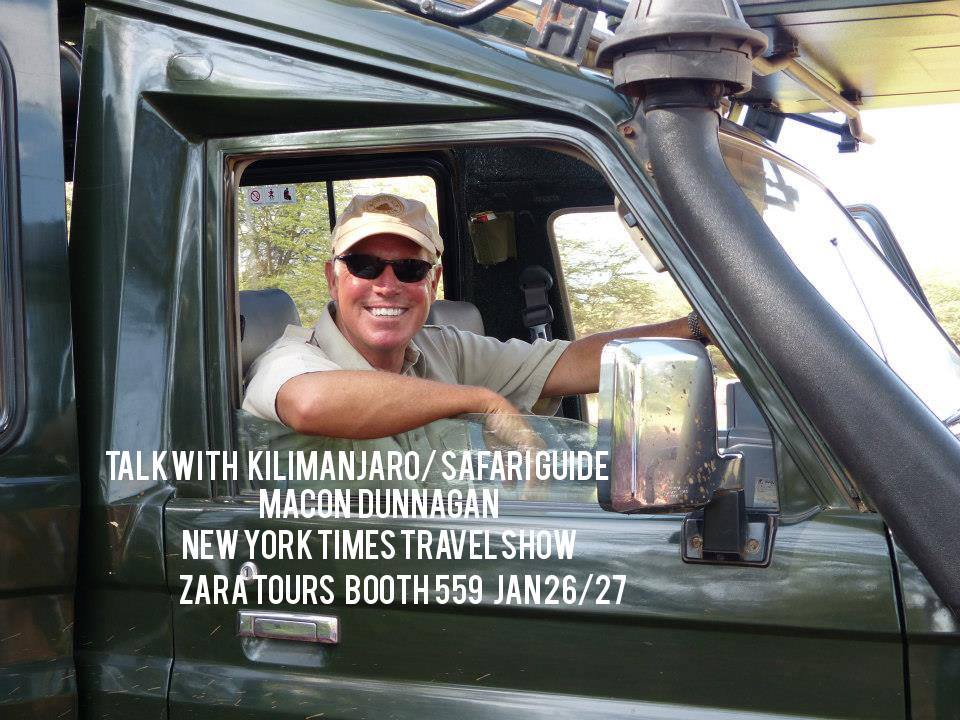 TALK WITH KILIMANJARO/ SAFARI GUIDE
MACON DUNNAGAN
NEW YORK TIMES TRAVEL SHOW
ZARA TOURS BOOTH 559 JAN 26/27